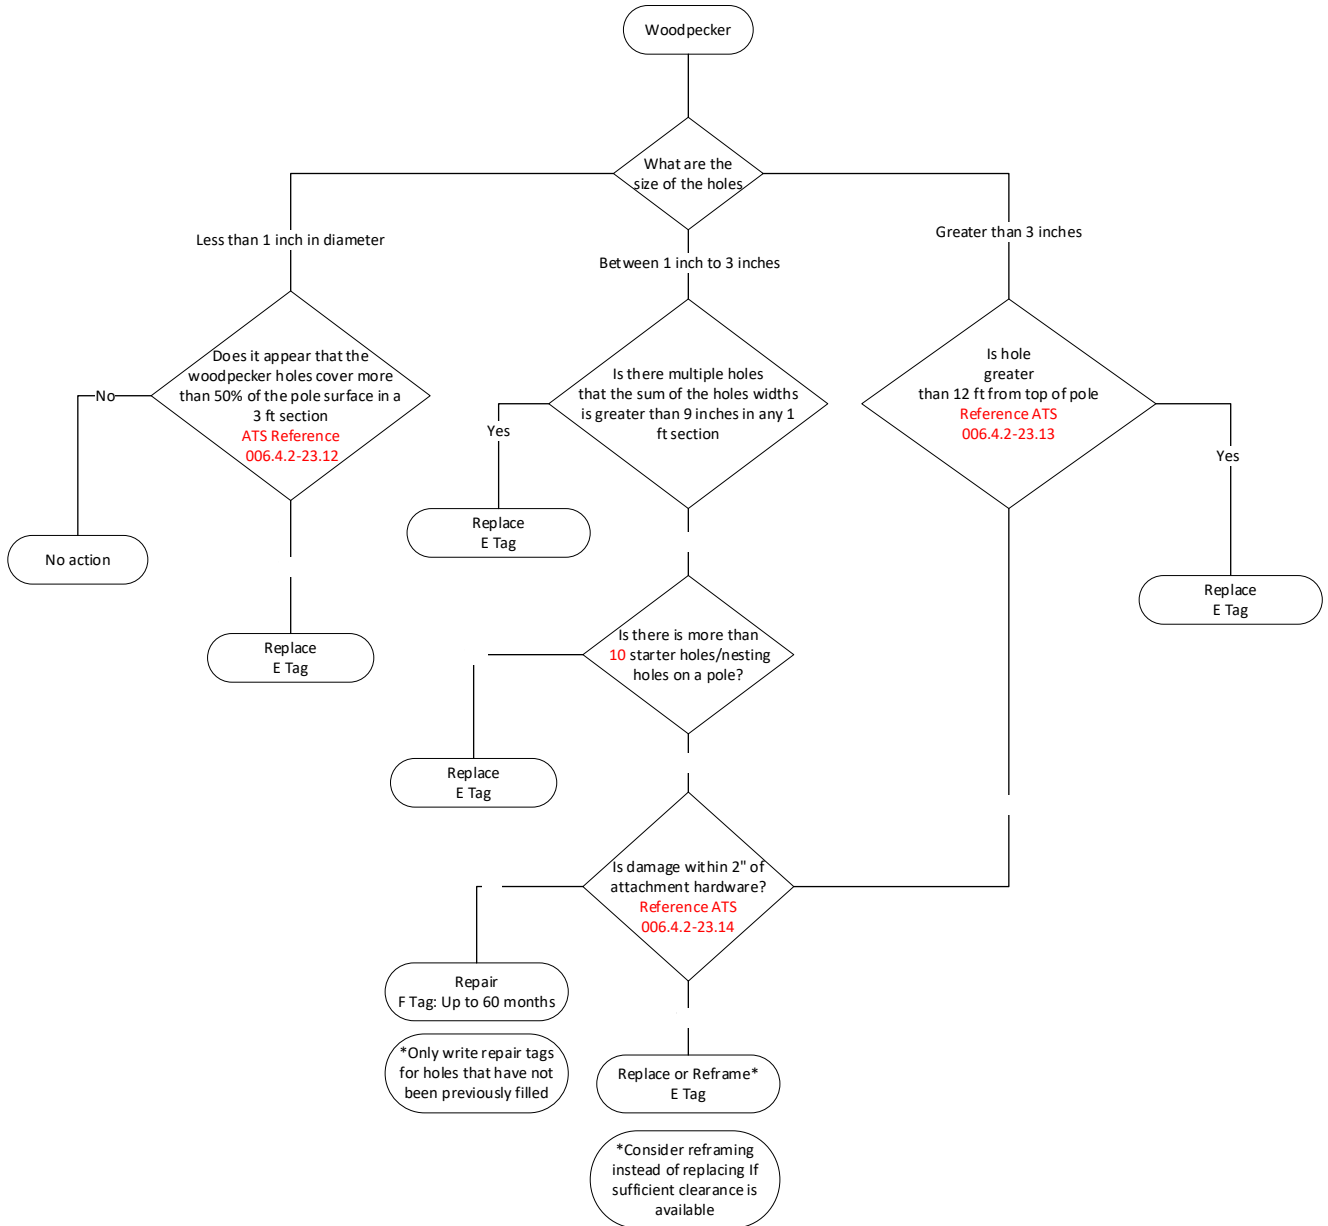 Woodpecker
What are the
size of the holes
Less than 1 inch in diameter
Between 1 inch to 3 inches
Greater than 3 inches
Does it appear that the
woodpecker holes cover more
than 50% of the pole surface in a
3 ft section
ATS Reference
006.4.2-23.12
No
No action
Replace
E Tag
Is there multiple holes
that the sum of the holes widths
is greater than 9 inches in any 1
ft section
Yes
Replace
E Tag
Is hole
greater
than 12 ft from top of pole
Reference ATS
006.4.2-23.13
Yes
Replace
E Tag
Is there is more than
10 starter holes/nesting
holes on a pole?
Replace
E Tag
Is damage within 2" of
attachment hardware?
Reference ATS
006.4.2-23.14
Repair
F Tag: Up to 60 months
*Only write repair tags
for holes that have not
been previously filled
Replace or Reframe*
E Tag
*Consider reframing
instead of replacing If
sufficient clearance is
available